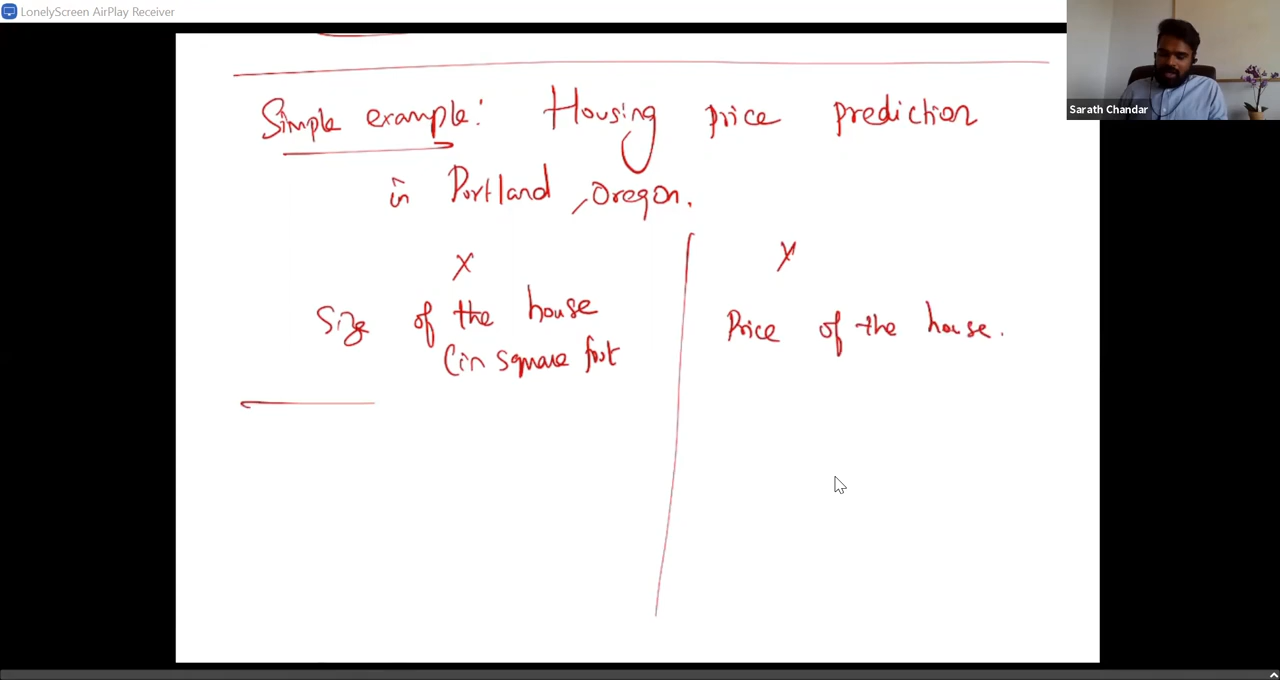 LonelyScreen AirPlay Receiver
Sarath Chandar
Simple example: Housing price prediction
in Portland, Oregon.
X
Size of the house
(in square foot
Y
Price of the house.